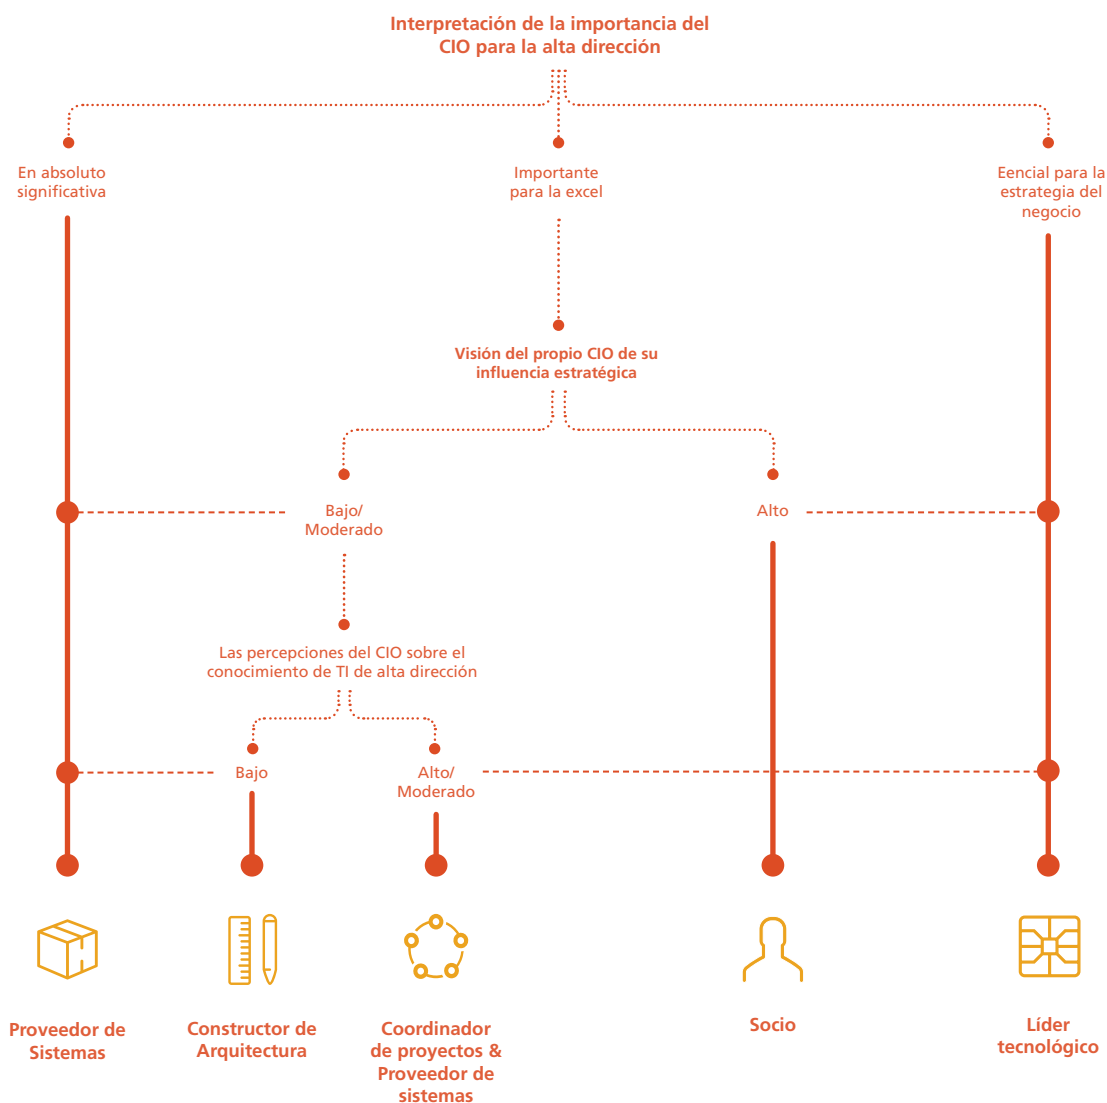 Interpretación de la importancia del
CIO para la alta dirección
En absoluto
significativa
Importante
para la excel
Eencial para la
estrategia del
negocio
Visión del propio CIO de su
influencia estratégica
Bajo/
Moderado
Alto
Las percepciones del CIO sobre el
conocimiento de TI de alta dirección
Bajo
Alto/
Moderado
Proveedor de
Sistemas
Constructor de
Arquitectura
Coordinador
de proyectos &
Proveedor de
sistemas
Socio
Líder
tecnológico